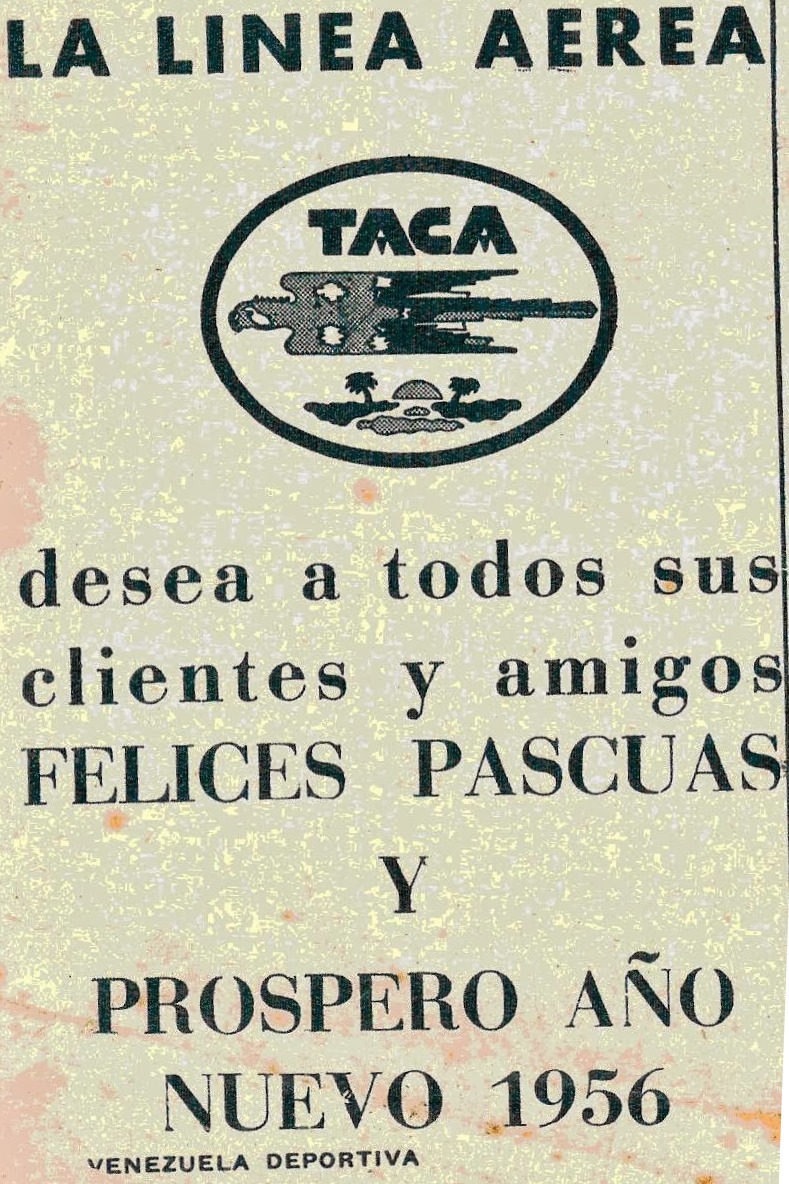 LA LINEA AEREA
TACA
desea a todos sus
clientes y amigos
FELICES PASCUAS
Y
PROSPERO AÑO
NUEVO 1956
VENEZUELA DEPORTIVA